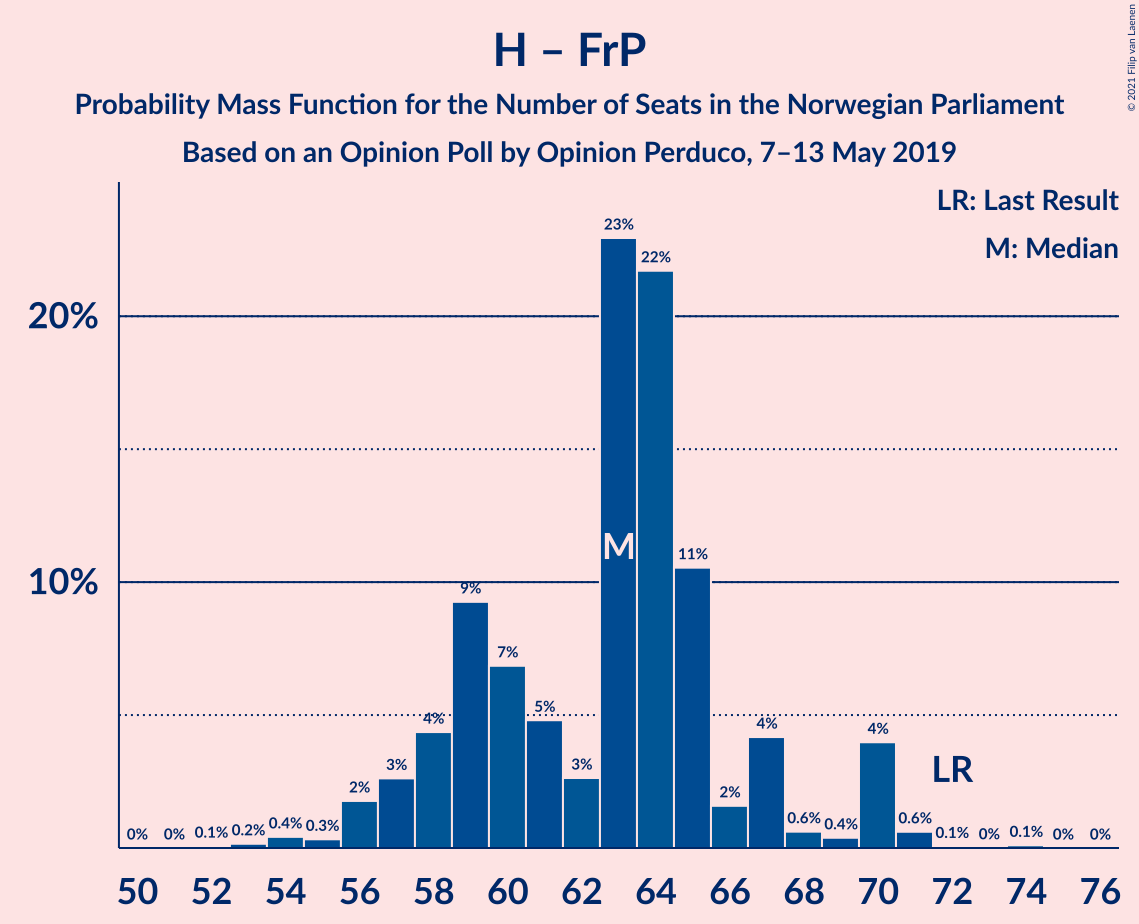 H – FrP
Probability Mass Function for the Number of Seats in the Norwegian Parliament
Based on an Opinion Poll by Opinion Perduco, 7–13 May 2019
© 2021 Filip van Laenen
LR: Last Result
M: Median
20%
10%
0% 0% 0.1% 0.2% 0.4% 0.3% 2% 3% 4% 9% 7% 5% 3% 23% 22% 11% 2% 4% 0.6% 0.4% 4% 0.6% 0.1% 0% 0.1% 0% 0%
M
LR
50 52 54 56 58 60 62 64 66 68 70 72 74 76